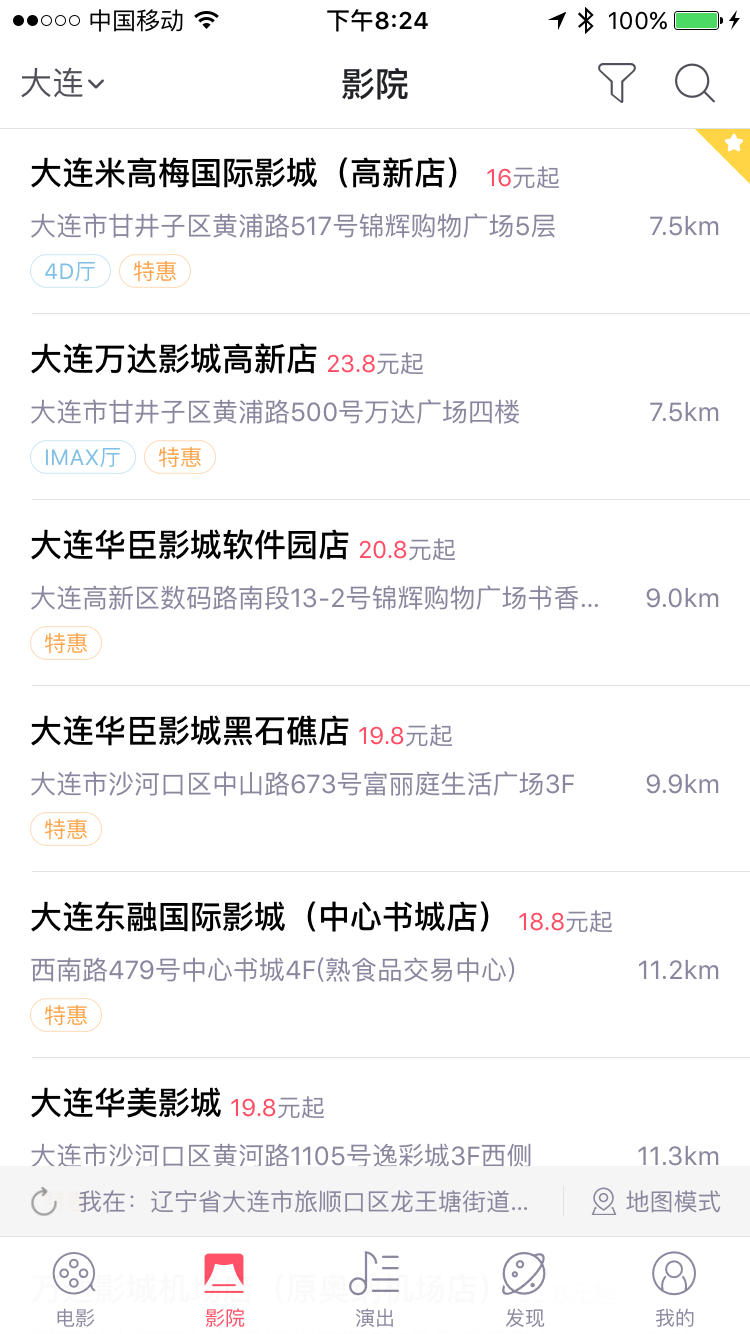 中国移动 下午8:24 100%
大连 影院
大连米高梅国际影城（高新店） 16元起
大连市甘井子区黄浦路517号锦辉购物广场5层 7.5km
4D厅 特惠
大连万达影城高新店 23.8元起
大连市甘井子区黄浦路500号万达广场四楼 7.5km
IMAX厅 特惠
大连华臣影城软件园店 20.8元起
大连高新区数码路南段13-2号锦辉购物广场书香... 9.0km
特惠
大连华臣影城黑石礁店 19.8元起
大连市沙河口区中山路673号富丽庭生活广场3F 9.9km
特惠
大连东融国际影城（中心书城店） 18.8元起
西南路479号中心书城4F(熟食品交易中心) 11.2km
特惠
大连华美影城 19.8元起
大连市沙河口区黄河路1105号逸彩城3F西侧 11.3km
我在：辽宁省大连市旅顺口区龙王塘街道... 地图模式
电影 影院 演出 发现 我的